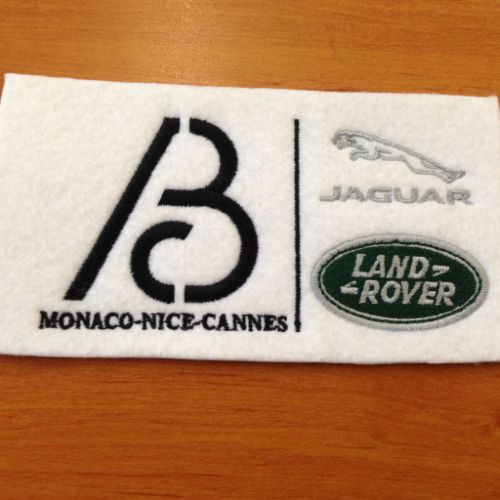 MONACO-NICE-CANNES
JAGUAR
LAND
ROVER